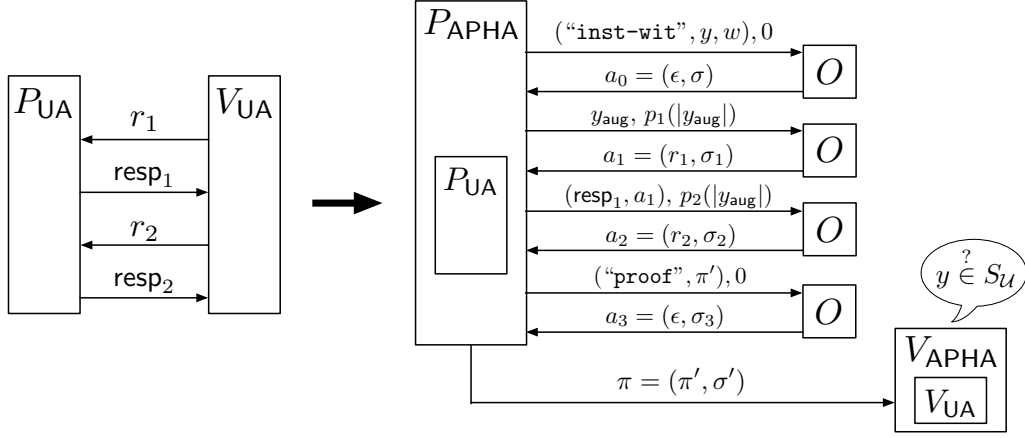 P_UA
V_UA
r_1
resp_1
r_2
resp_2
P_APHA
P_UA
("inst-wit", y, w), 0
a_0 = (ϵ, σ)
O
y_aug, p_1(|y_aug|)
a_1 = (r_1, σ_1)
O
(resp_1, a_1), p_2(|y_aug|)
a_2 = (r_2, σ_2)
O
("proof", π′), 0
a_3 = (ϵ, σ_3)
O
π = (π′, σ′)
y ∈? S_𝒰
V_APHA
V_UA